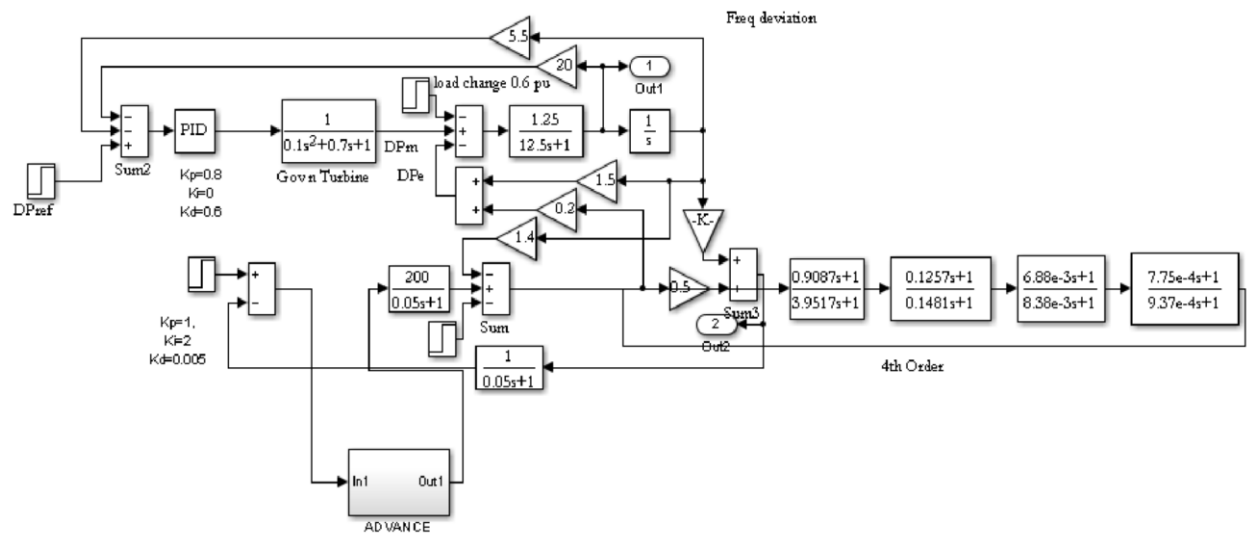 Freq deviation
5.5
20
1
Out1
load change 0.6 pu
−
−
+
Sum2
PID
1
0.1s²+0.7s+1
Govn Turbine
DPm
−
+
−
1.25
12.5s+1
1
s
DPref
Kp=0.8
Ki=0
Kd=0.6
DPe
+
+
1.5
0.2
1.4
-K-
+
−
200
0.05s+1
−
+
−
Sum
0.5
+
+
Sum3
2
Out2
0.9087s+1
3.9517s+1
0.1257s+1
0.1481s+1
6.88e-3s+1
8.38e-3s+1
7.75e-4s+1
9.37e-4s+1
Kp=1,
Ki=2
Kd=0.005
1
0.05s+1
4th Order
In1
Out1
ADVANCE